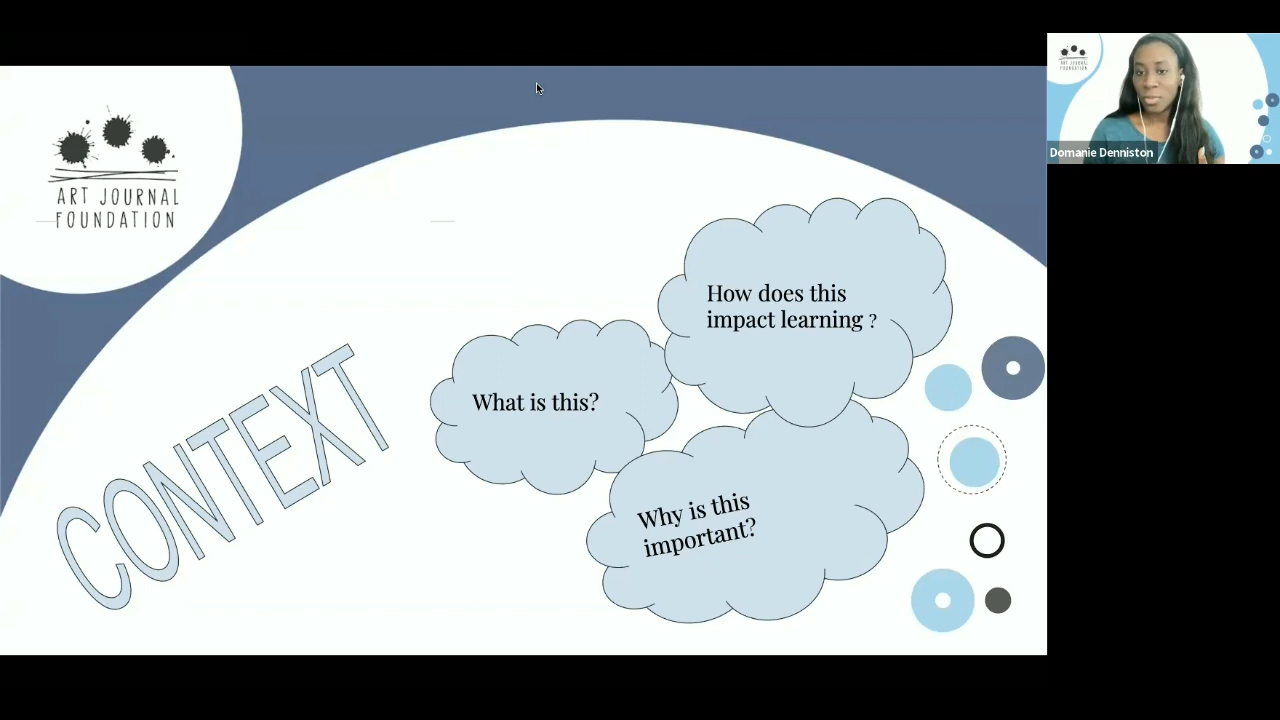 ART JOURNAL
FOUNDATION
CONTEXT
What is this?
How does this
impact learning ?
Why is this
important?
ART JOURNAL
FOUNDATION
Domanie Denniston